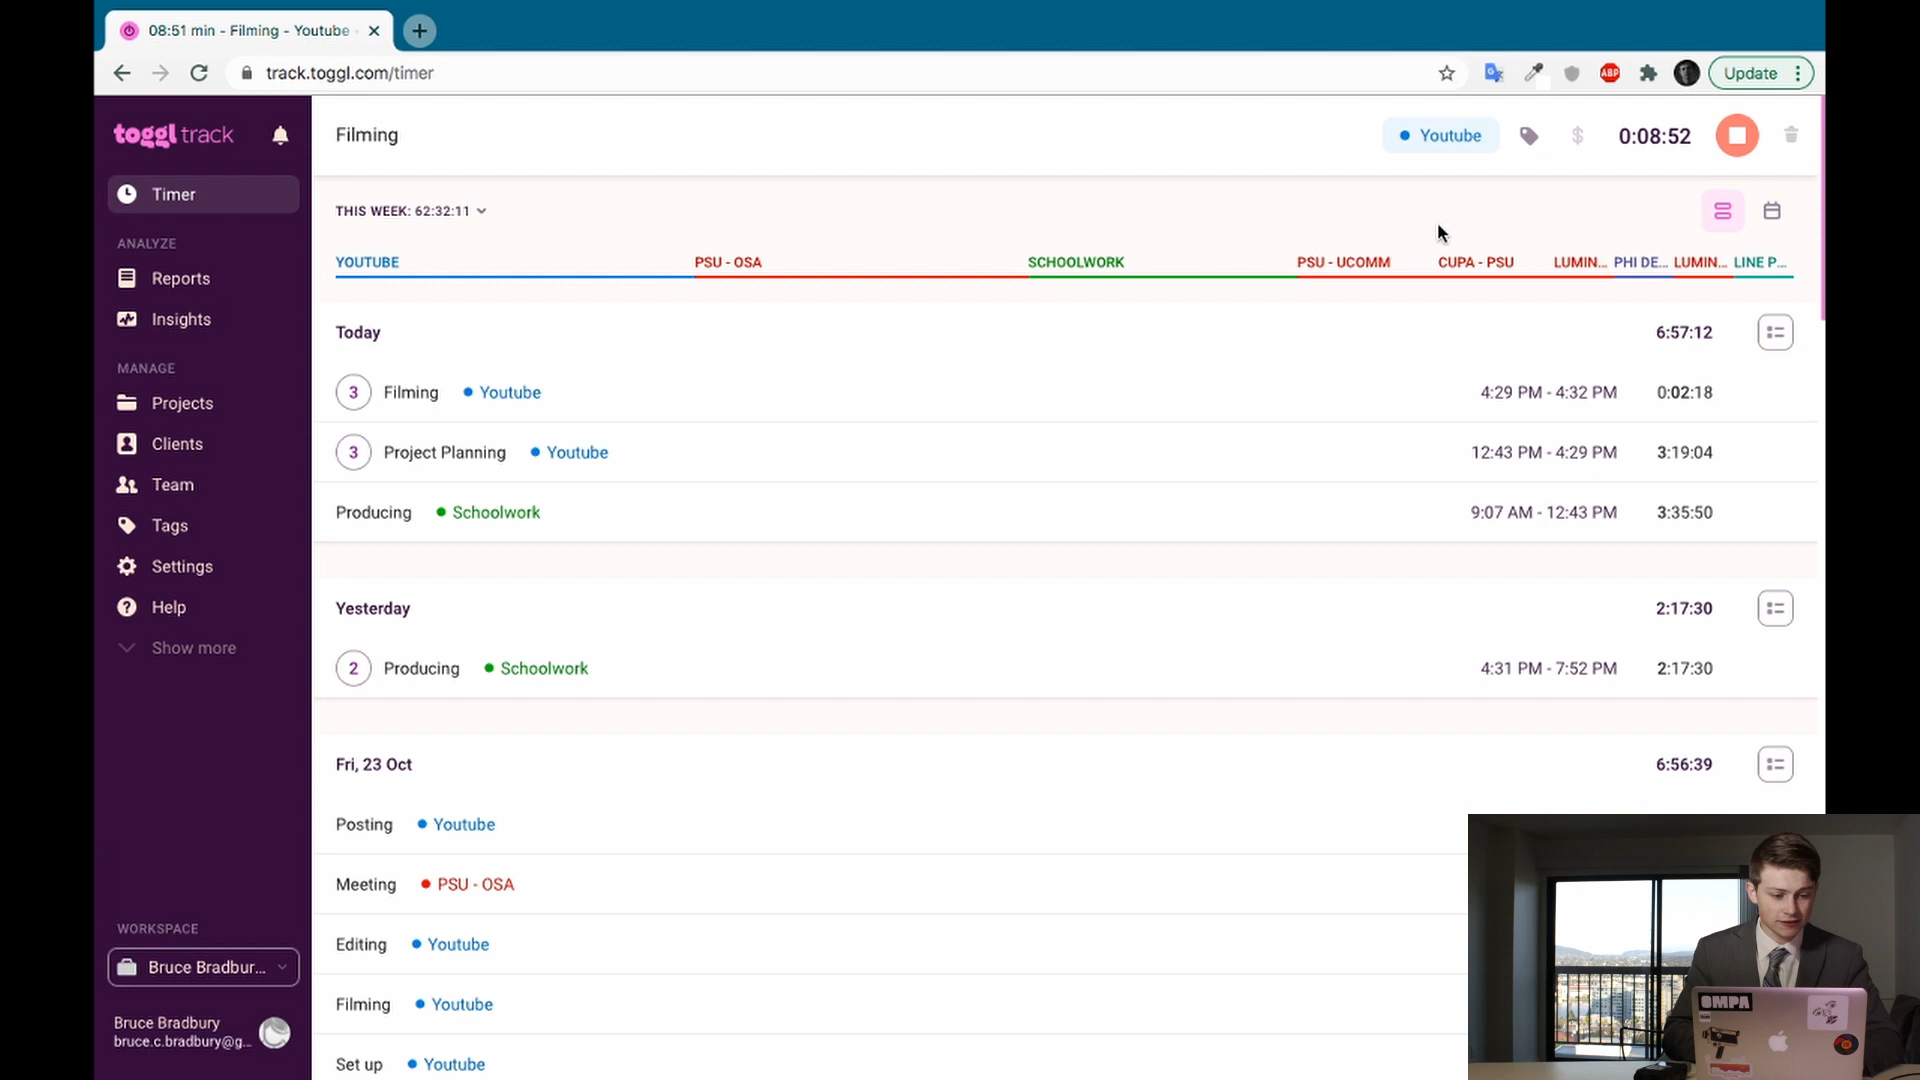 08:51 min - Filming - Youtube
track.toggl.com/timer
ABP
Update
toggl track
Timer
ANALYZE
Reports
Insights
MANAGE
Projects
Clients
Team
Tags
Settings
Help
Show more
WORKSPACE
Bruce Bradbur...
Bruce Bradbury
bruce.c.bradbury@g...
Filming
Youtube
$
0:08:52
THIS WEEK: 62:32:11
YOUTUBE PSU - OSA SCHOOLWORK PSU - UCOMM CUPA - PSU LUMIN... PHI DE... LUMIN... LINE P...
Today 6:57:12
3 Filming Youtube 4:29 PM - 4:32 PM 0:02:18
3 Project Planning Youtube 12:43 PM - 4:29 PM 3:19:04
Producing Schoolwork 9:07 AM - 12:43 PM 3:35:50
Yesterday 2:17:30
2 Producing Schoolwork 4:31 PM - 7:52 PM 2:17:30
Fri, 23 Oct 6:56:39
Posting Youtube
Meeting PSU - OSA
Editing Youtube
Filming Youtube
Set up Youtube
OMPA